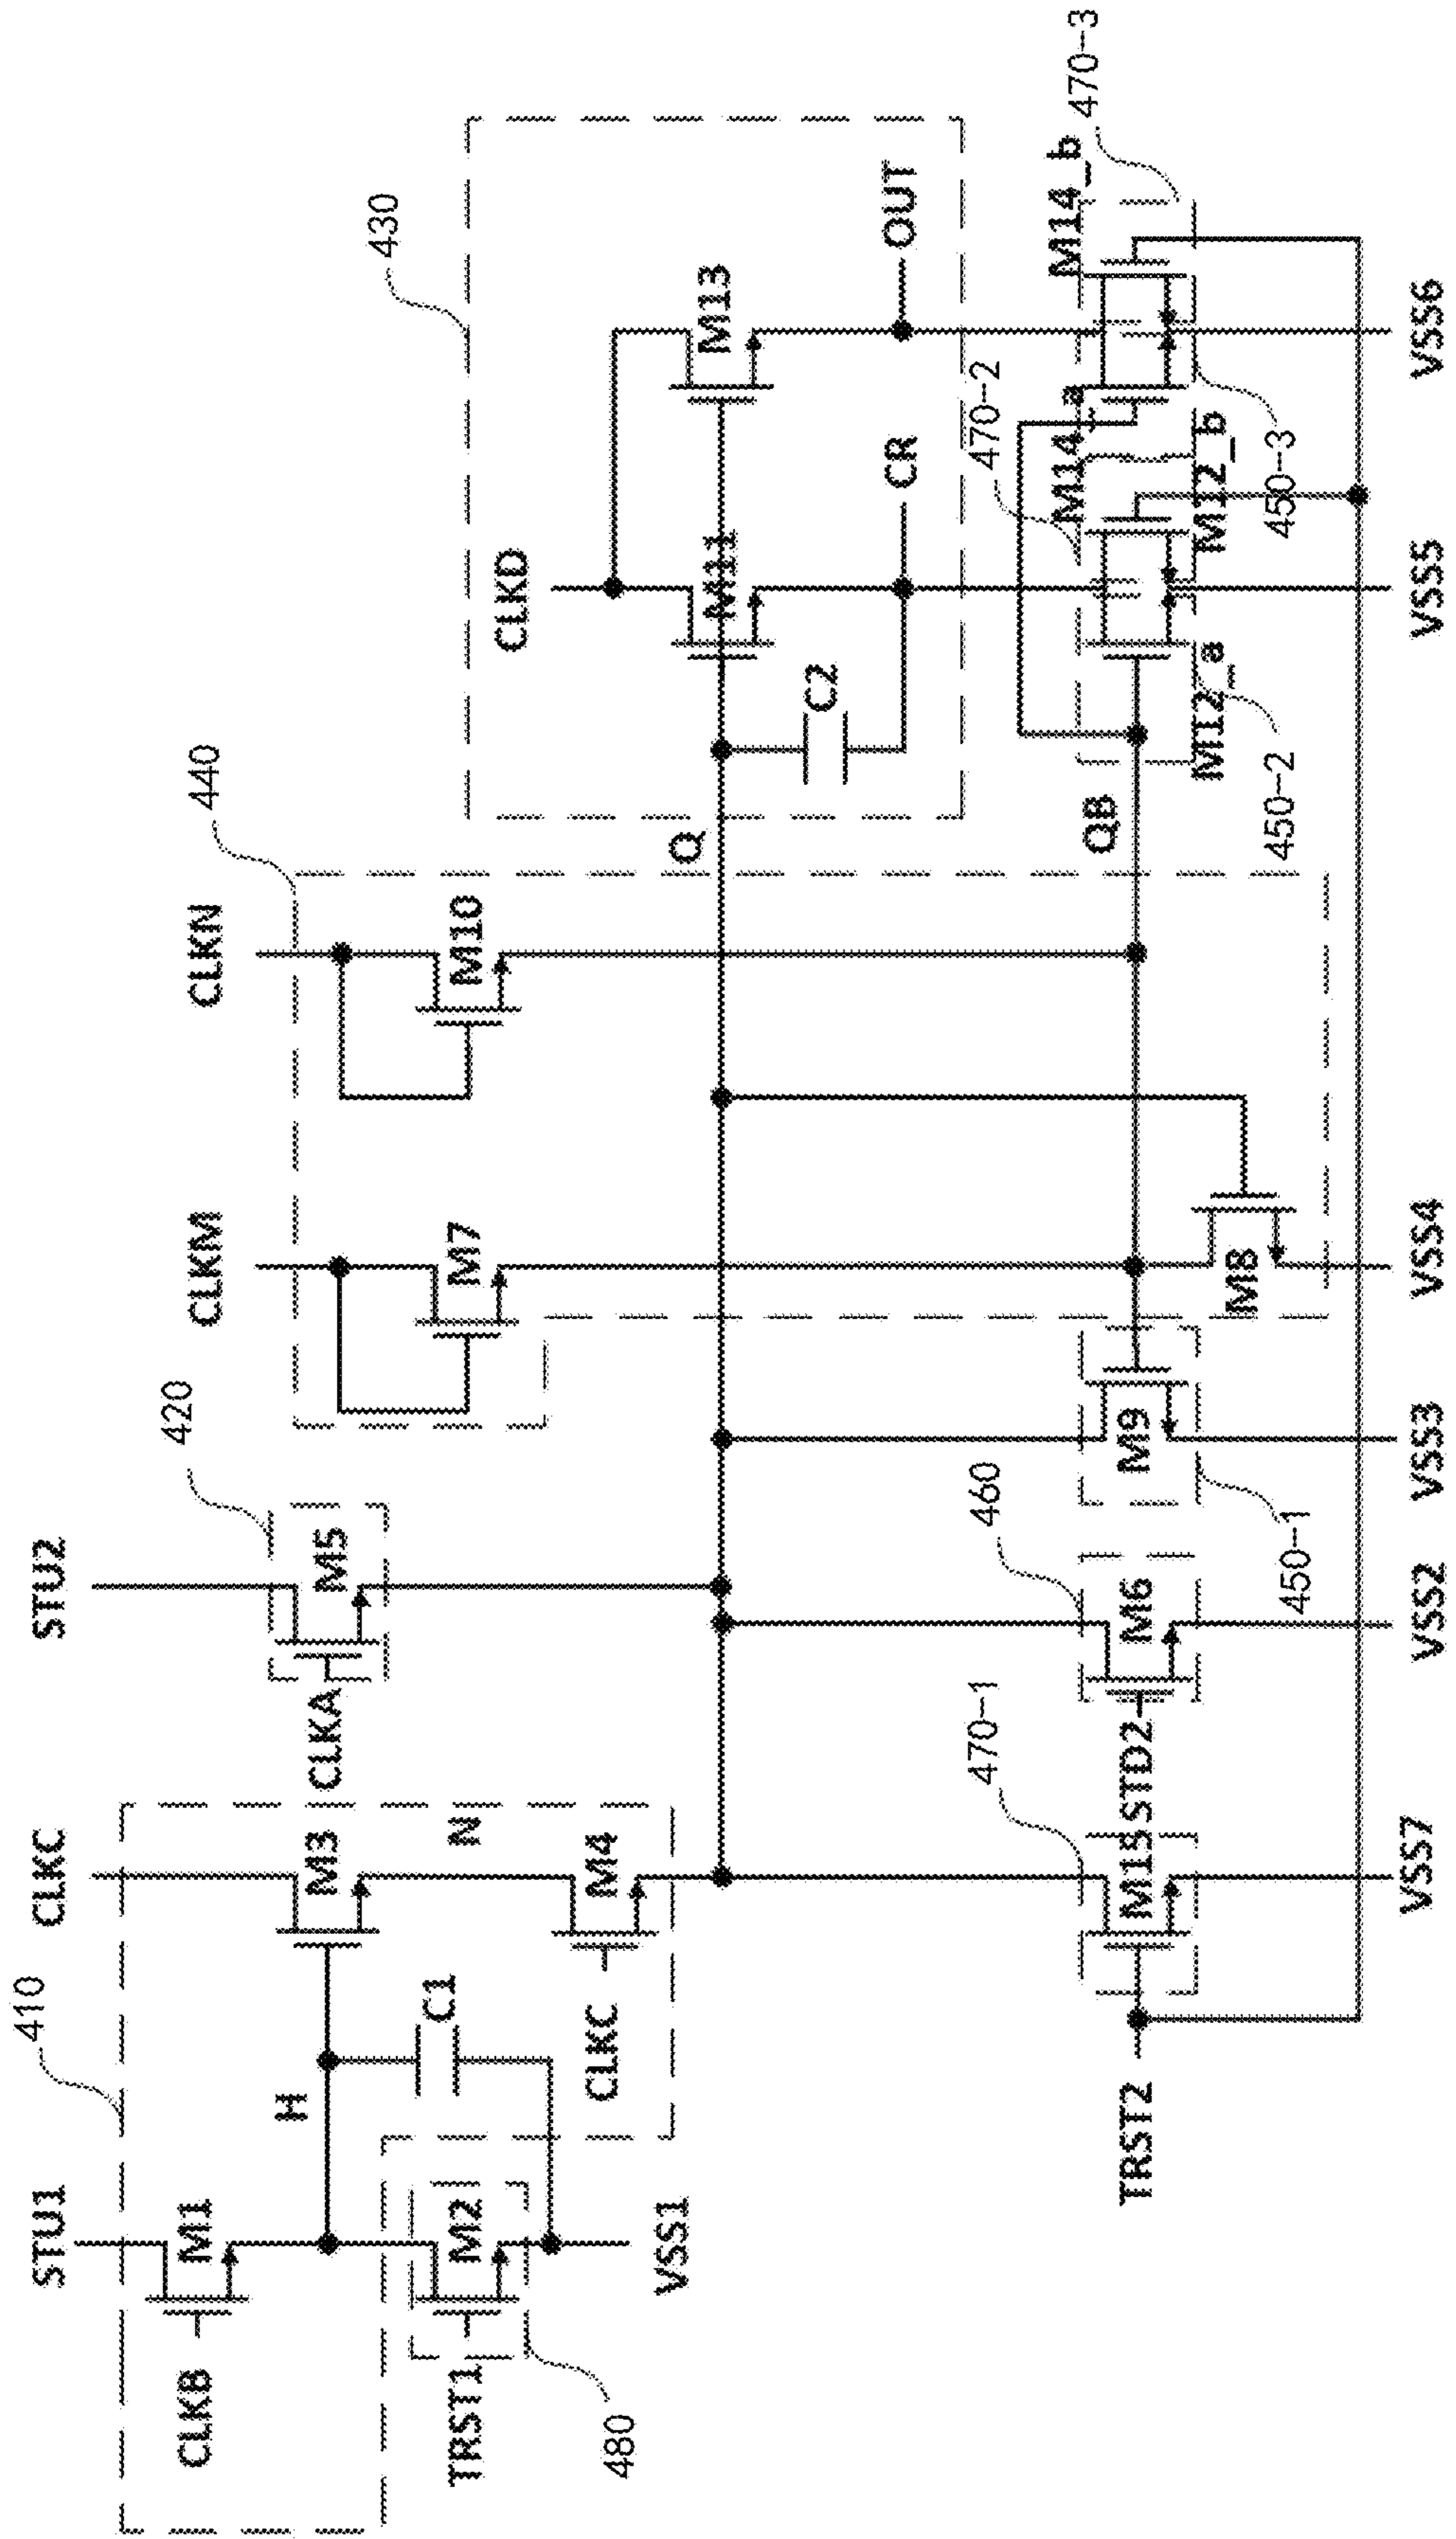 410
STU1
CLKC
STU2
420
CLKM
CLKN
440
CLKB
M1
M3
CLKA
M5
H
N
M7
M10
CLKD
430
TRST1
M2
C1
CLKC
M4
480
VSS1
Q
M11
M13
C2
CR
OUT
470-1
460
470-2
470-3
TRST2
M15
STD2
M6
M9
QB
M14_a
M14_b
M8
M12_a
M12_b
450-1
450-2
450-3
VSS7
VSS2
VSS3
VSS4
VSS5
VSS6